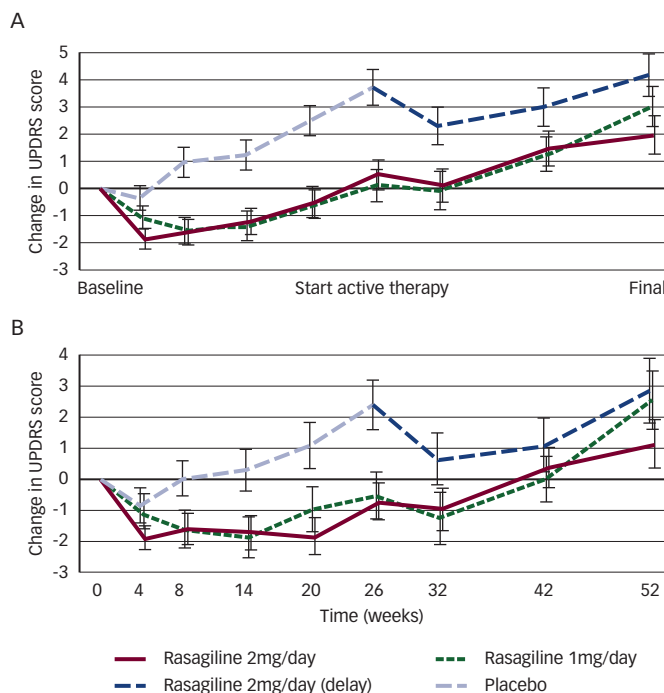 A
5
4
3
2
1
0
-1
-2
-3
Change in UPDRS score
Baseline
Start active therapy
Final
B
4
3
2
1
0
-1
-2
-3
Change in UPDRS score
0 4 8 14 20 26 32 42 52
Time (weeks)
Rasagiline 2mg/day
Rasagiline 1mg/day
Rasagiline 2mg/day (delay)
Placebo